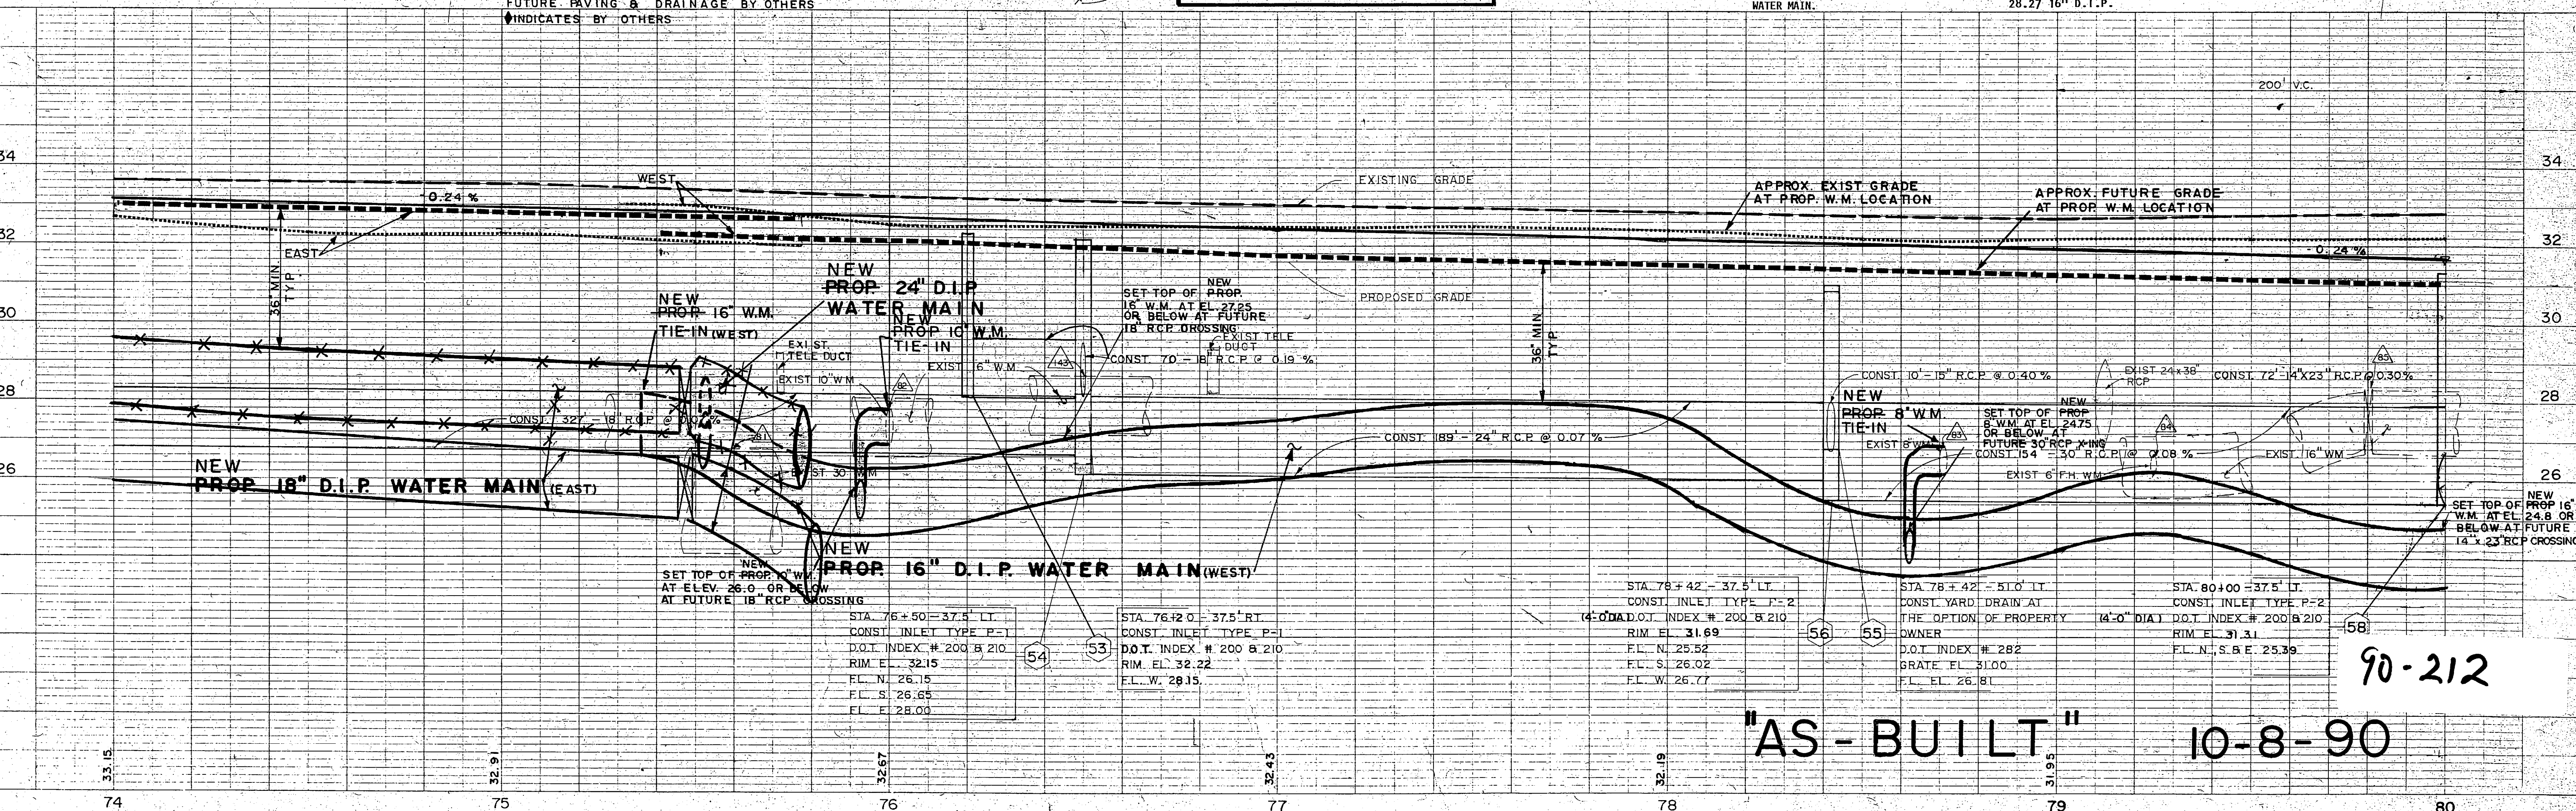 FUTURE PAVING & DRAINAGE BY OTHERS
INDICATES BY OTHERS
WATER MAIN.
28.27 16" D.I.P.
200' V.C.
34
34
WEST
0.24 %
EXISTING GRADE
APPROX. EXIST GRADE
AT PROP. W.M. LOCATION
APPROX. FUTURE GRADE
AT PROP. W.M. LOCATION
32
32
EAST
- 0.24 %
36" MIN.
TYP.
NEW
PROP. 24" D.I.P.
WATER MAIN
NEW
PROP. 16" W.M.
TIE-IN (WEST)
NEW
PROP. 10" W.M.
TIE-IN
NEW
SET TOP OF PROP.
16" W.M. AT EL. 27.25
OR BELOW AT FUTURE
18" RCP CROSSING
PROPOSED GRADE
30
30
EXIST.
TELE DUCT
EXIST TELE
DUCT
36" MIN.
TYP.
143
CONST. 70' - 18" R.C.P. @ 0.19 %
EXIST 10" W.M.
82
EXIST 6" W.M.
CONST. 10' - 15" R.C.P. @ 0.40 %
EXIST 24x38"
RCP
CONST. 72'-14"X23" R.C.P. @ 0.30%
85
28
28
NEW
PROP. 8" W.M.
TIE-IN
NEW
SET TOP OF PROP
8" W.M. AT EL. 24.75
OR BELOW AT
FUTURE 30" RCP X-ING
CONST. 327' - 18" R.C.P. @ 0.0 %
81
CONST. 189' - 24" R.C.P. @ 0.07 %
EXIST 8" W.M.
83
84
CONST. 154' - 30" R.C.P. @ 0.08 %
EXIST. 16" W.M.
EXIST. 30" W.M.
EXIST 6" F.H. W.M.
26
26
NEW
PROP. 18" D.I.P. WATER MAIN (EAST)
NEW
SET TOP OF PROP 16"
W.M. AT EL. 24.8 OR
BELOW AT FUTURE
14"x 23" RCP CROSSING
NEW
PROP. 16" D.I.P. WATER MAIN (WEST)
NEW
SET TOP OF PROP. 10" W.M.
AT ELEV. 26.0 OR BELOW
AT FUTURE 18" RCP CROSSING
STA. 76+50 - 37.5' LT.
CONST. INLET TYPE P-1
D.O.T. INDEX # 200 & 210
RIM EL. 32.15
F.L. N. 26.15
F.L. S. 26.65
F.L. E. 28.00
54
53
STA. 76+20 - 37.5' RT.
CONST. INLET TYPE P-1
D.O.T. INDEX # 200 & 210
RIM EL. 32.22
F.L. W. 28.15
STA. 78+42 - 37.5' LT.
CONST. INLET TYPE P-2
(4'-0" DIA.) D.O.T. INDEX # 200 & 210
RIM EL. 31.69
F.L. N. 25.52
F.L. S. 26.02
F.L. W. 26.77
56
55
STA. 78+42 - 51.0' LT.
CONST. YARD DRAIN AT
THE OPTION OF PROPERTY
OWNER
D.O.T. INDEX # 282
GRATE EL. 31.00
F.L. EL. 26.81
STA. 80+00 - 37.5' LT.
CONST. INLET TYPE P-2
(4'-0" DIA.) D.O.T. INDEX # 200 & 210
RIM EL. 31.31
F.L. N., S. & E. 25.39
58
90-212
"AS-BUILT" 10-8-90
33.15
32.91
32.67
32.43
32.19
31.95
74
75
76
77
78
79
80